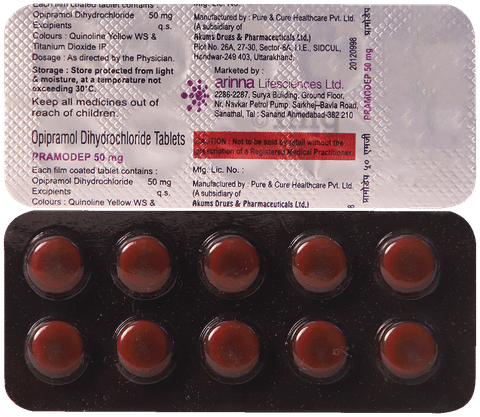 Each film coated tablet contains
Opipramol Dihydrochloride 50 mg
Excipients q.s.
Colours : Quinoline Yellow WS &
Titanium Dioxide IP
Dosage : As directed by the Physician.
Storage : Store protected from light
& moisture, at a temperature not
exceeding 30°C.
Keep all medicines out of
reach of children.
Opipramol Dihydrochloride Tablets
PRAMODEP 50 mg
Each film coated tablet contains :
Opipramol Dihydrochloride 50 mg
Excipients q.s.
Colours : Quinoline Yellow WS &
Mfg. Lic. No. :
Manufactured by : Pure & Cure Healthcare Pvt. Ltd.
(A subsidiary of
Akums Drugs & Pharmaceuticals Ltd.)
Plot No. 26A, 27-30, Sector-8A, I.I.E., SIDCUL,
Haridwar-249 403, Uttarakhand.
Marketed by :
arinna Lifesciences Ltd.
2286-2287, Surya Building, Ground Floor,
Nr. Navkar Petrol Pump, Sarkhej–Bavla Road,
Sanathal, Tal : Sanand Ahmedabad-382 210
CAUTION : Not to be sold by retail without the
prescription of a Registered Medical Practitioner.
Mfg. Lic. No. :
Manufactured by : Pure & Cure Healthcare Pvt. Ltd.
(A subsidiary of
Akums Drugs & Pharmaceuticals Ltd.)
20120998
PRAMODEP 50 mg